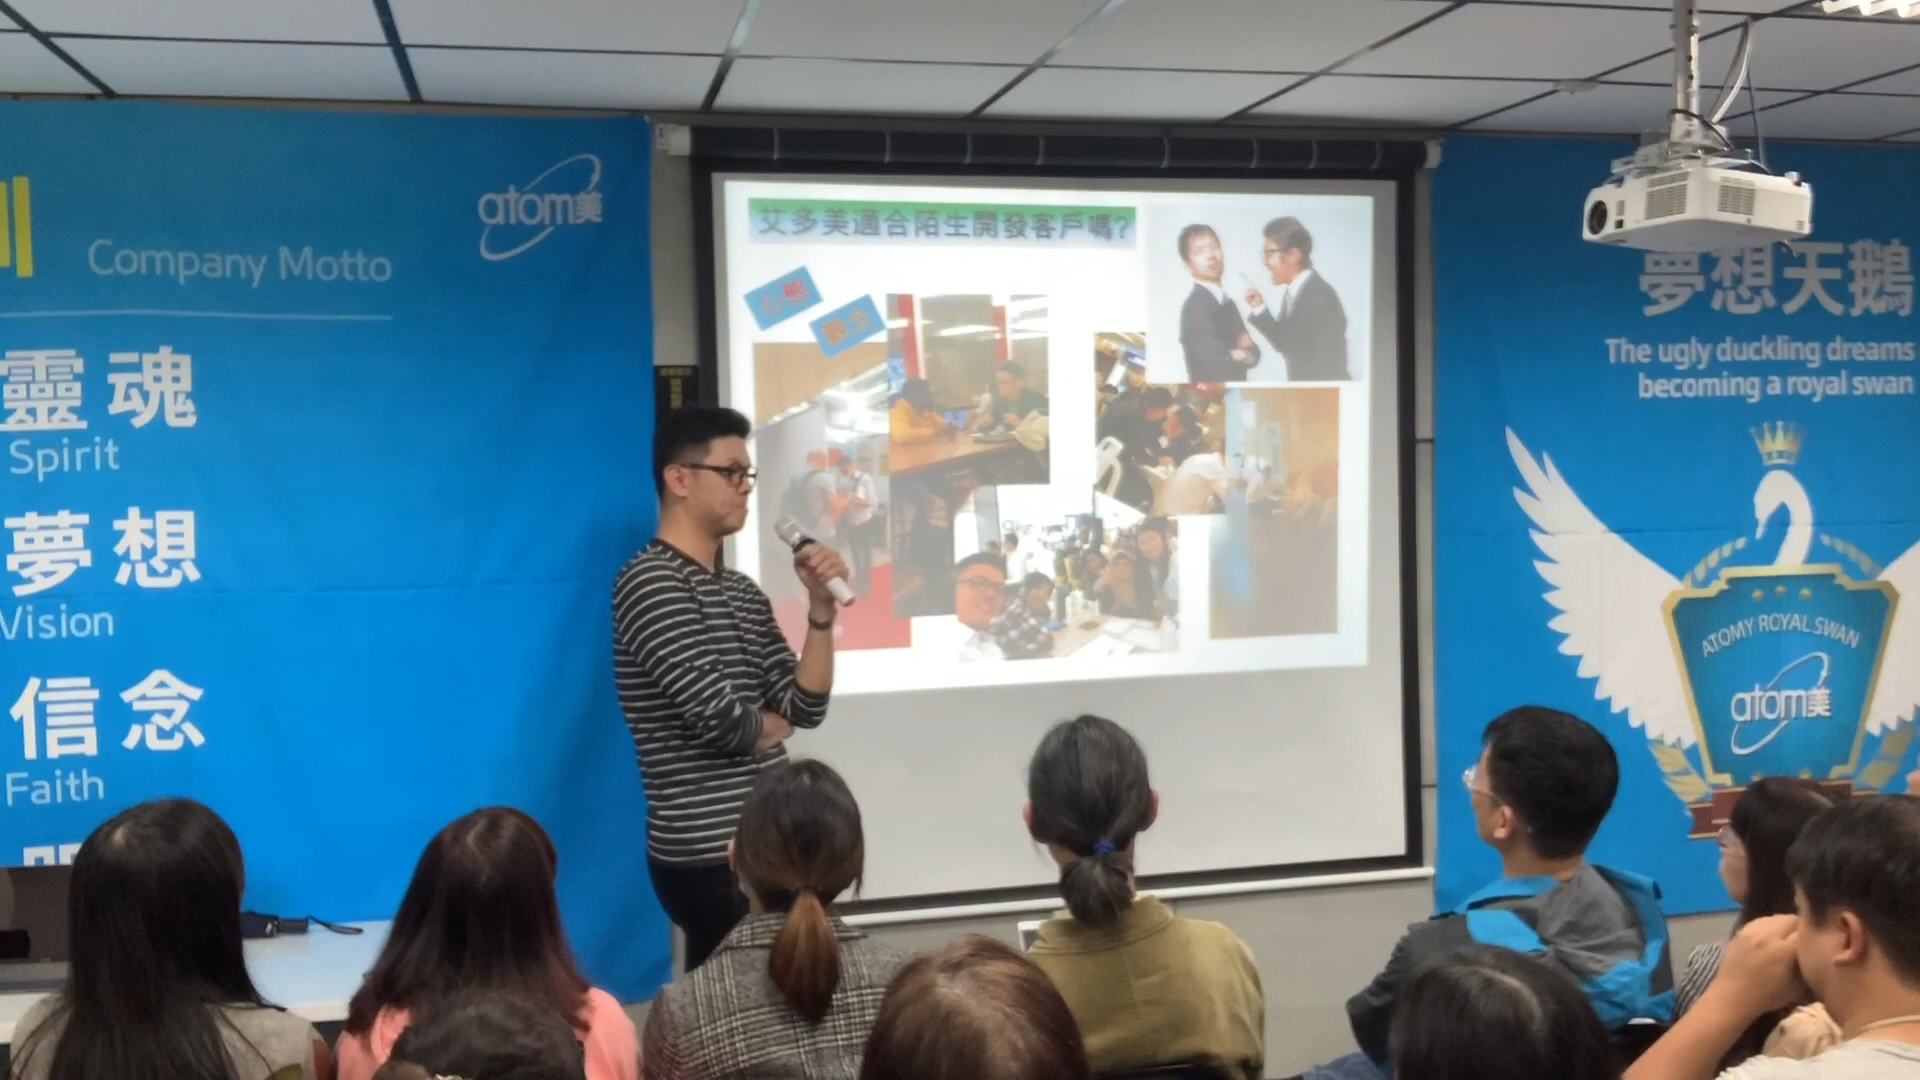 訓
Company Motto
atom美
靈魂
Spirit
夢想
Vision
信念
Faith
艾多美適合陌生開發客戶嗎?
夢想天鵝
The ugly duckling dreams
becoming a royal swan
ATOMY ROYAL SWAN
atom美